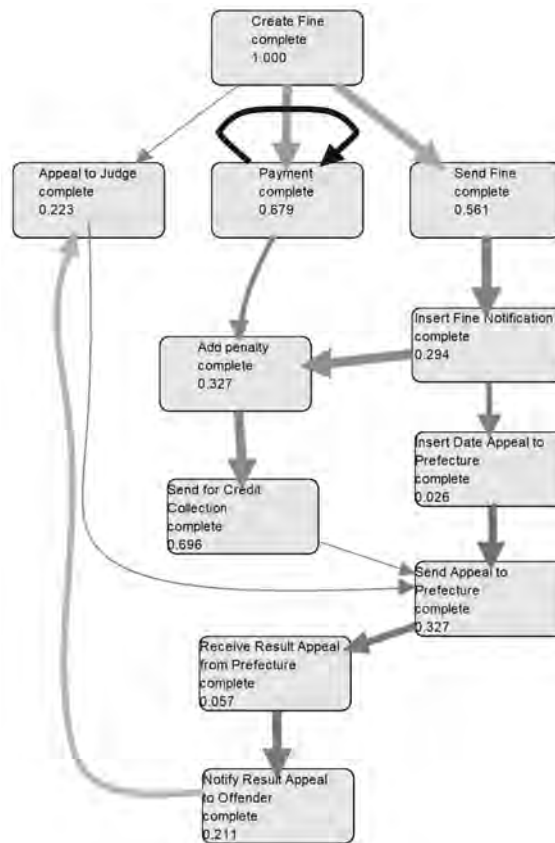 Create Fine
complete
1.000
Appeal to Judge
complete
0.223
Payment
complete
0.679
Send Fine
complete
0.561
Insert Fine Notification
complete
0.294
Add penalty
complete
0.327
Insert Date Appeal to
Prefecture
complete
0.026
Send for Credit
Collection
complete
0.696
Send Appeal to
Prefecture
complete
0.327
Receive Result Appeal
from Prefecture
complete
0.057
Notify Result Appeal
to Offender
complete
0.211